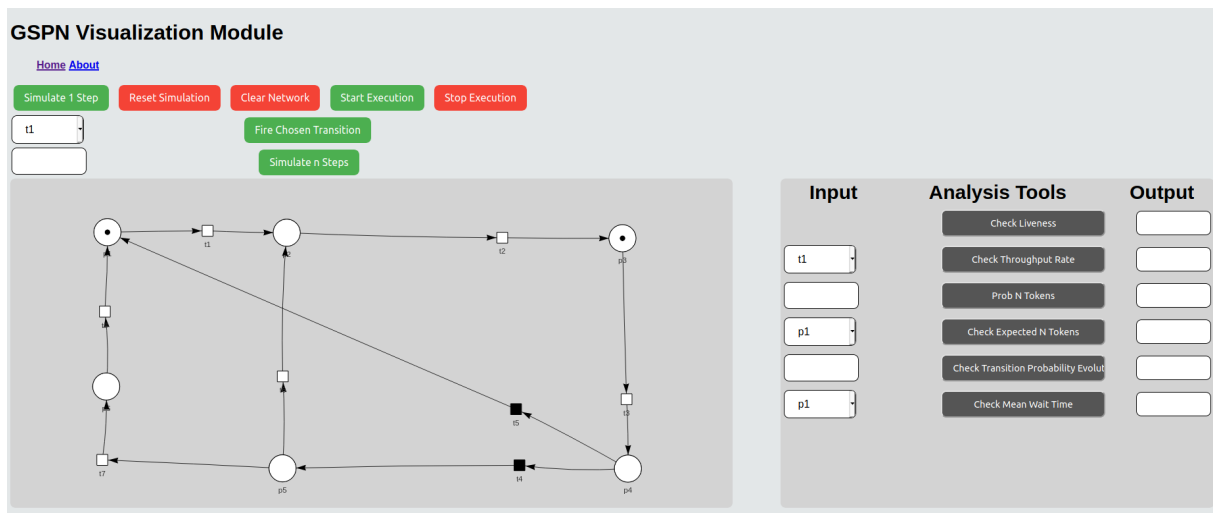 GSPN Visualization Module
Home About
Simulate 1 Step Reset Simulation Clear Network Start Execution Stop Execution
t1 Fire Chosen Transition
Simulate n Steps
Input Analysis Tools Output
Check Liveness
t1 Check Throughput Rate
Prob N Tokens
p1 Check Expected N Tokens
Check Transition Probability Evolut
p1 Check Mean Wait Time
t1
t2
p3
t3
t5
t7
p5
t4
p4